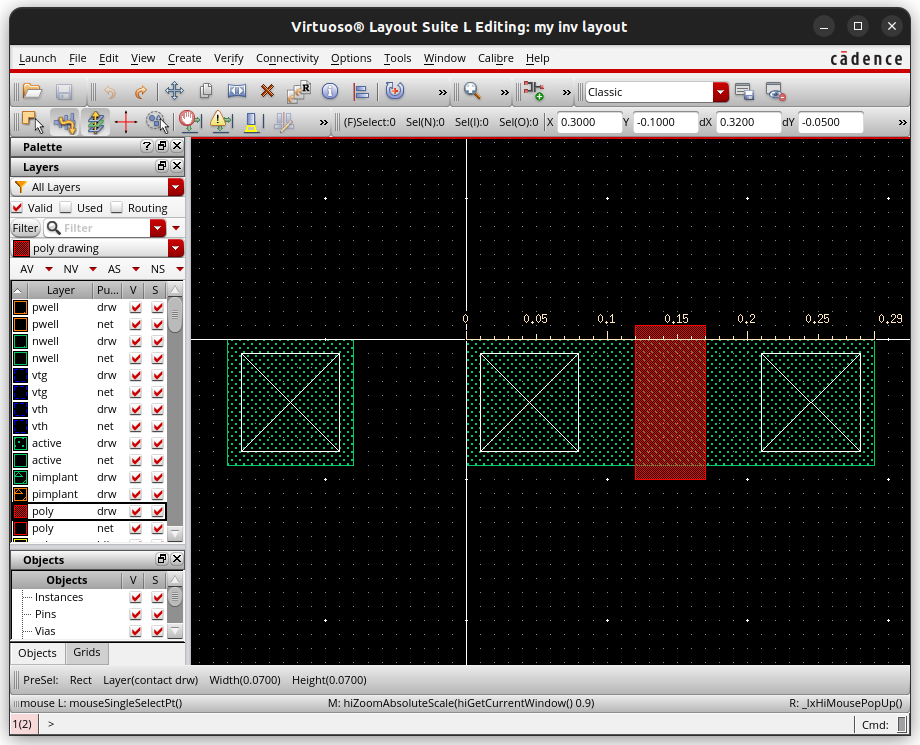 Virtuoso® Layout Suite L Editing: my inv layout
Launch File Edit View Create Verify Connectivity Options Tools Window Calibre Help
cādence
» » » Classic
» (F)Select:0 Sel(N):0 Sel(I):0 Sel(O):0 X 0.3000 Y -0.1000 dX 0.3200 dY -0.0500 »
Palette
Layers
All Layers
Valid Used Routing
Filter Filter
poly drawing
AV NV AS NS
Layer Pu... V S
pwell drw
pwell net
nwell drw
nwell net
vtg drw
vtg net
vth drw
vth net
active drw
active net
nimplant drw
pimplant drw
poly drw
poly net
0 0.05 0.1 0.15 0.2 0.25 0.29
Objects
Objects V S
Instances
Pins
Vias
Objects Grids
PreSel: Rect Layer(contact drw) Width(0.0700) Height(0.0700)
mouse L: mouseSingleSelectPt() M: hiZoomAbsoluteScale(hiGetCurrentWindow() 0.9) R: _lxHiMousePopUp()
1(2) > Cmd: